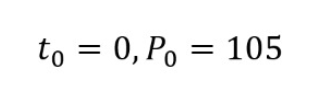 t₀ = 0, P₀ = 105